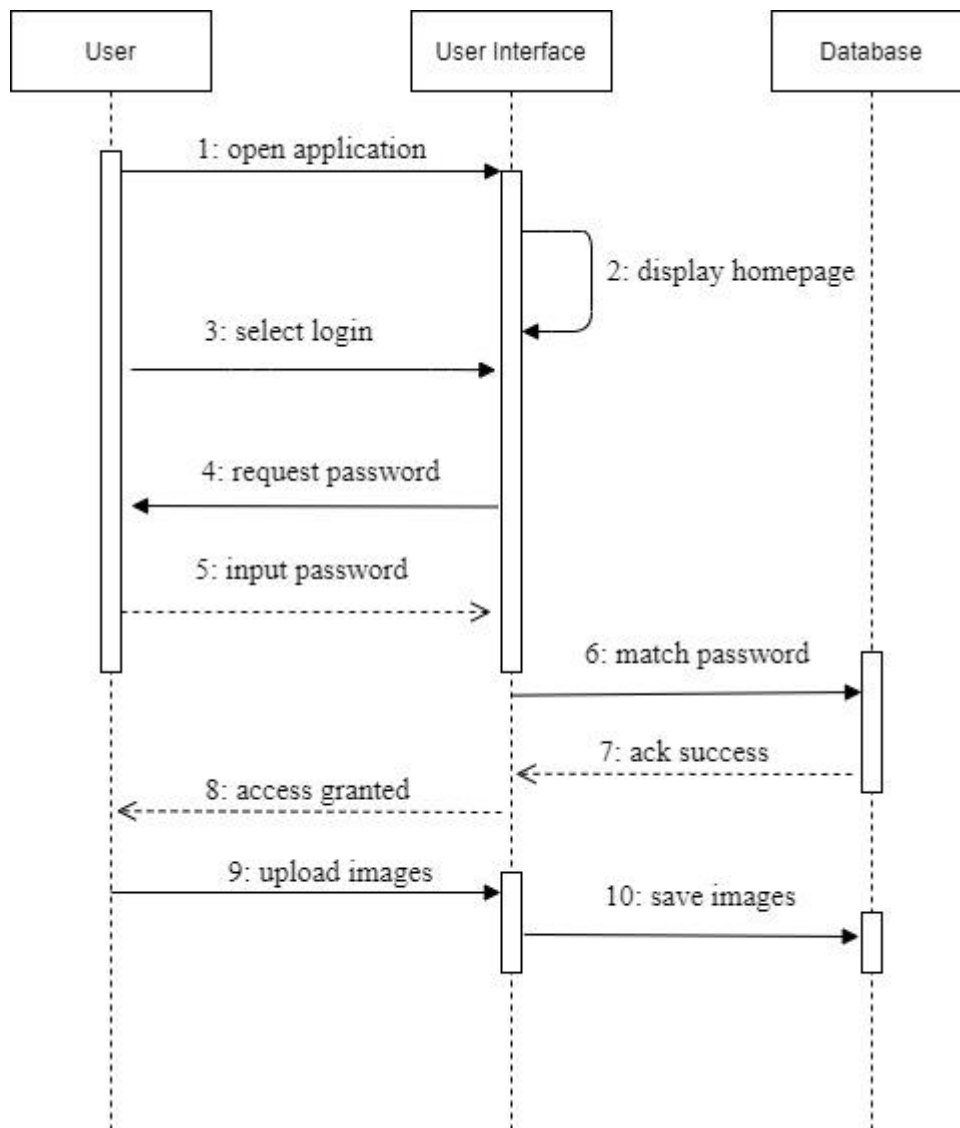 User
User Interface
Database
1: open application
2: display homepage
3: select login
4: request password
5: input password
6: match password
7: ack success
8: access granted
9: upload images
10: save images